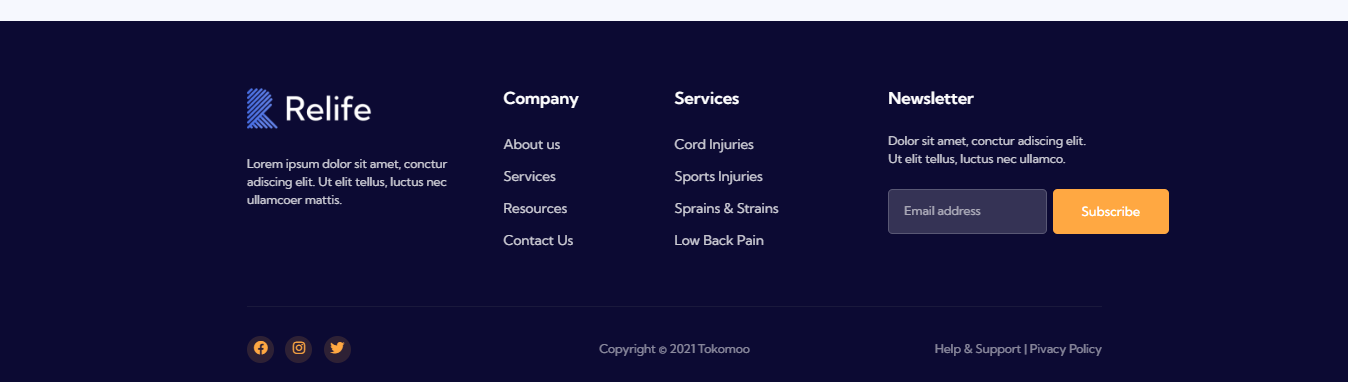 Relife
Lorem ipsum dolor sit amet, conctur
adiscing elit. Ut elit tellus, luctus nec
ullamcoer mattis.
Company
About us
Services
Resources
Contact Us
Services
Cord Injuries
Sports Injuries
Sprains & Strains
Low Back Pain
Newsletter
Dolor sit amet, conctur adiscing elit.
Ut elit tellus, luctus nec ullamco.
Email address
Subscribe
Copyright © 2021 Tokomoo
Help & Support | Pivacy Policy